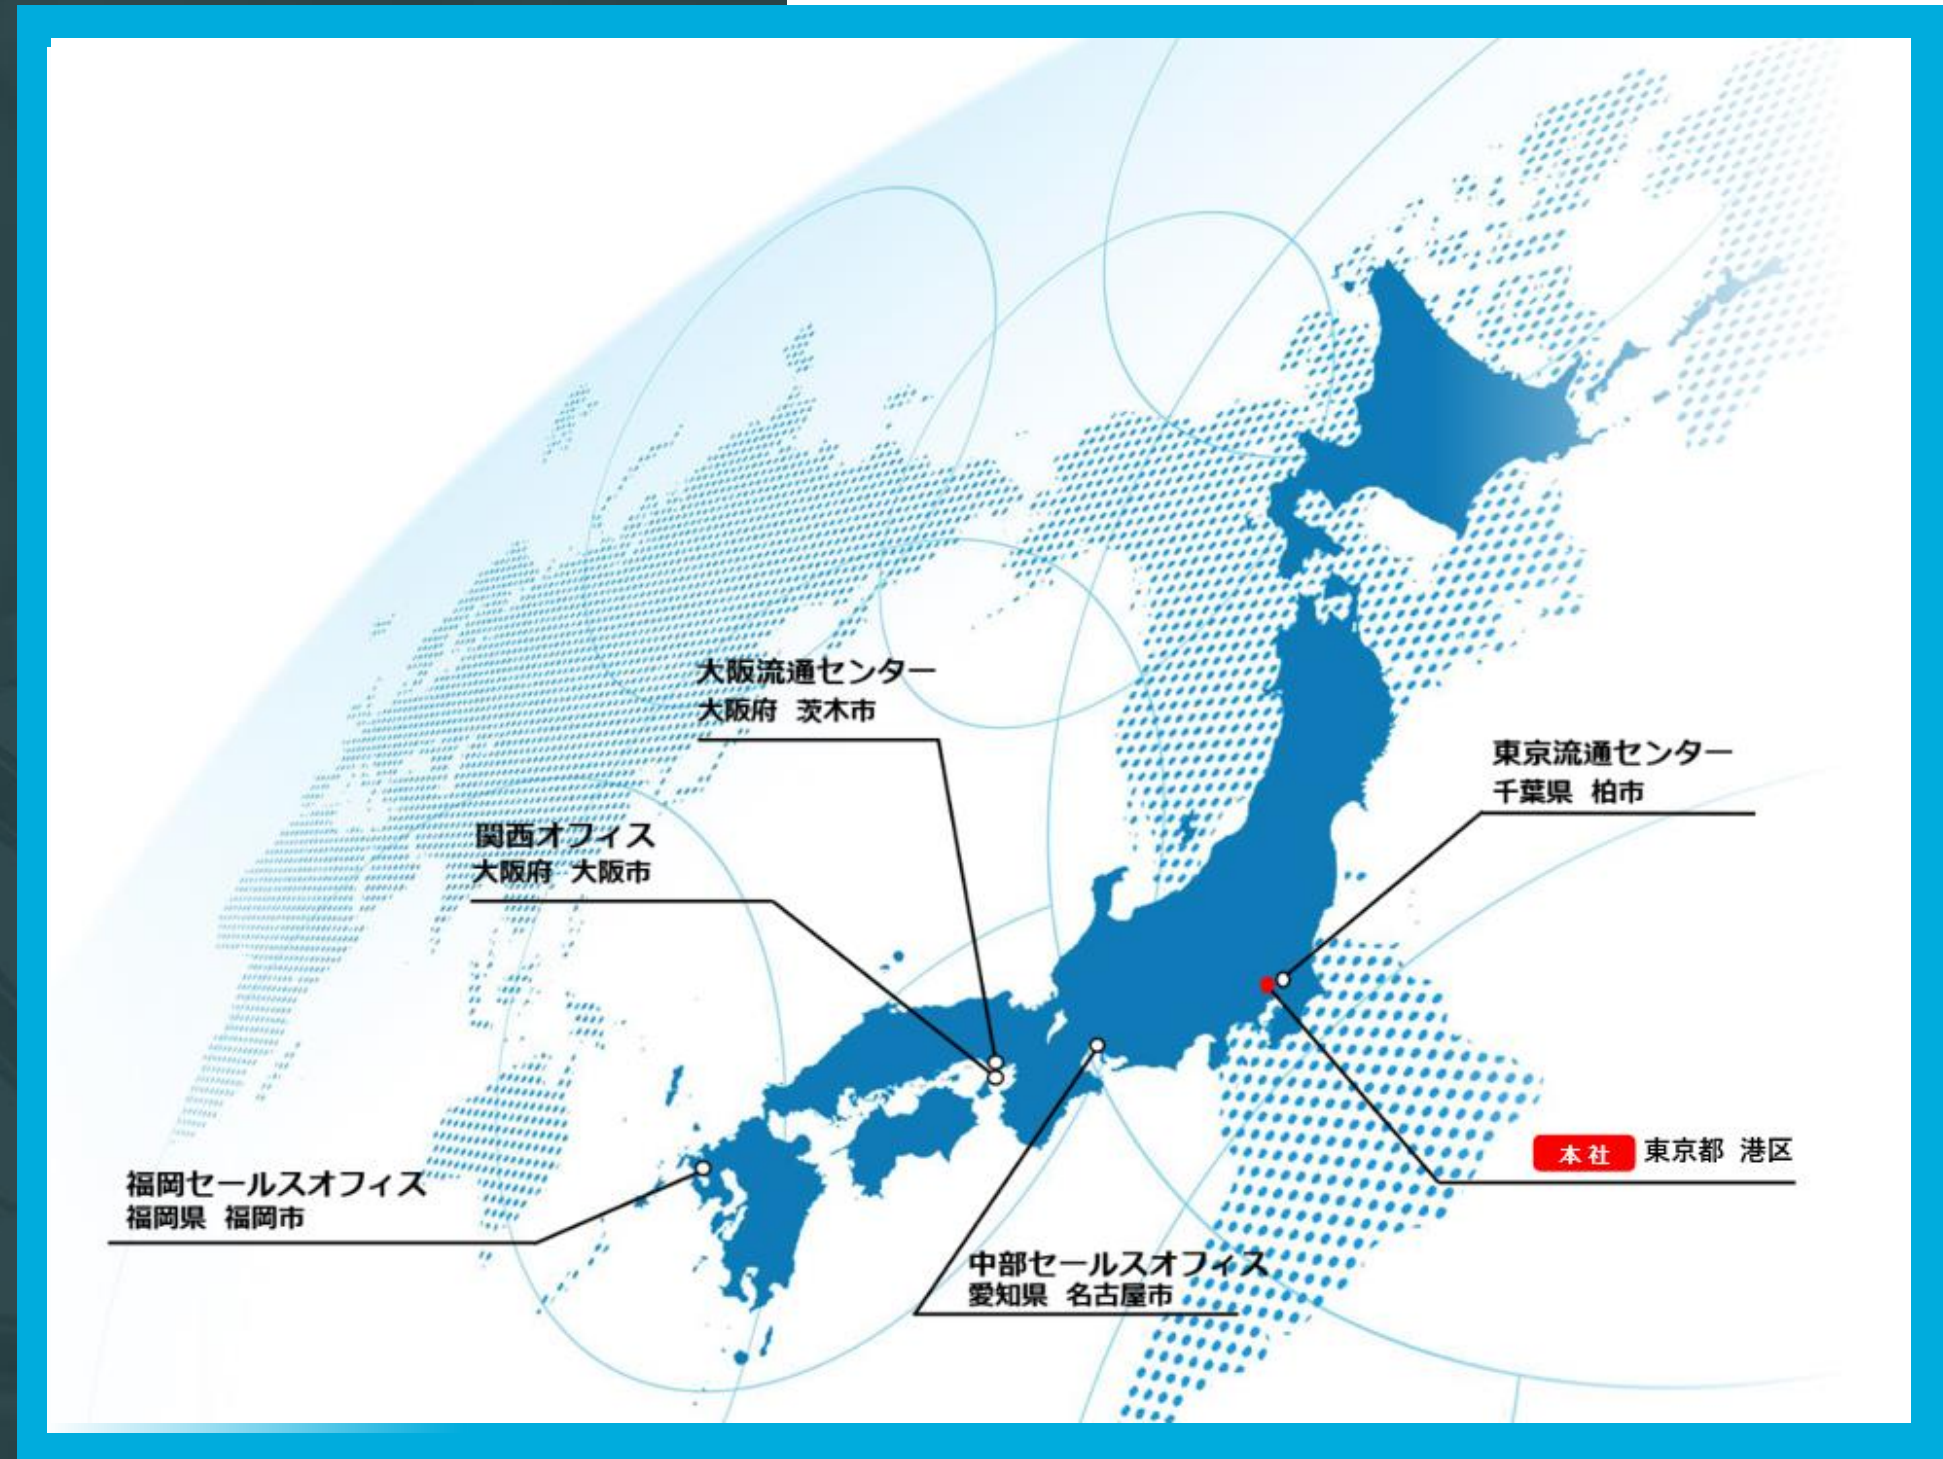 大阪流通センター
大阪府 茨木市
東京流通センター
千葉県 柏市
関西オフィス
大阪府 大阪市
本社 東京都 港区
福岡セールスオフィス
福岡県 福岡市
中部セールスオフィス
愛知県 名古屋市